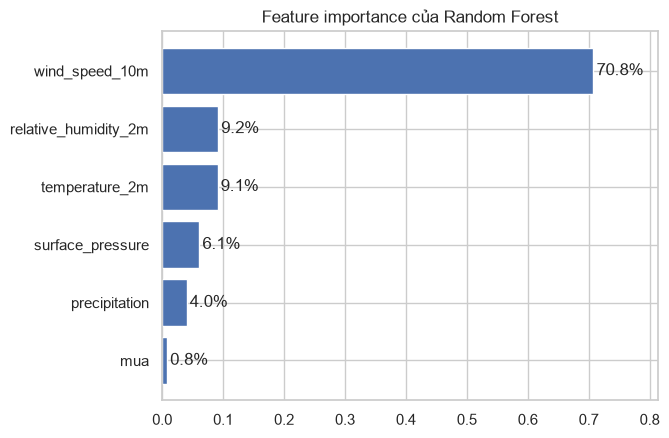 Feature importance của Random Forest
wind_speed_10m 70.8%
relative_humidity_2m 9.2%
temperature_2m 9.1%
surface_pressure 6.1%
precipitation 4.0%
mua 0.8%
0.0 0.1 0.2 0.3 0.4 0.5 0.6 0.7 0.8